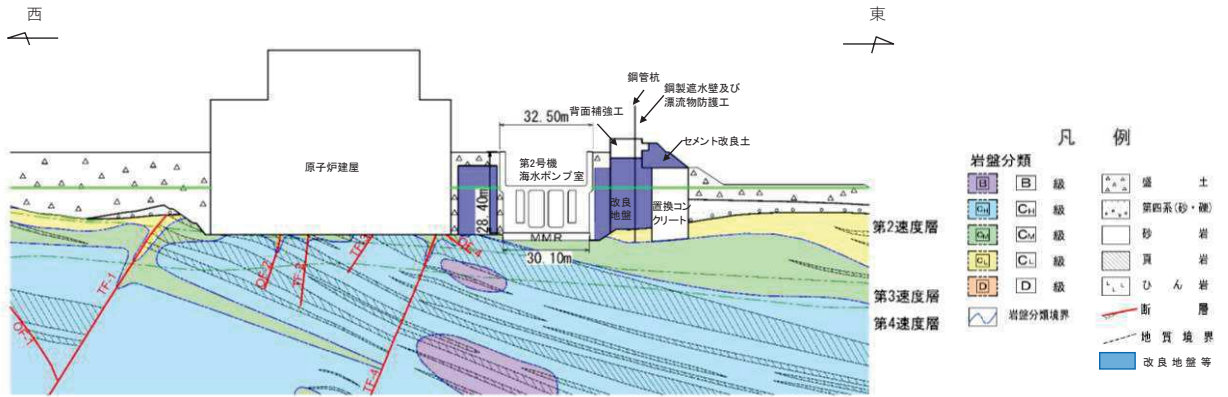 西
東
鋼管杭
鋼製遮水壁及び
漂流物防護工
背面補強工
32.50m
セメント改良土
原子炉建屋
第2号機
海水ポンプ室
28.40m
改良
地盤
置換コン
クリート
MMR
30.10m
OF-4
TF-1
OF-1
TF-4
第2速度層
第3速度層
第4速度層
凡 例
岩盤分類
B B 級
CH CH 級
CM CM 級
CL CL 級
D D 級
岩盤分類境界
盛土
第四系(砂・礫)
砂岩
頁岩
ひん岩
断層
地質境界
改良地盤等